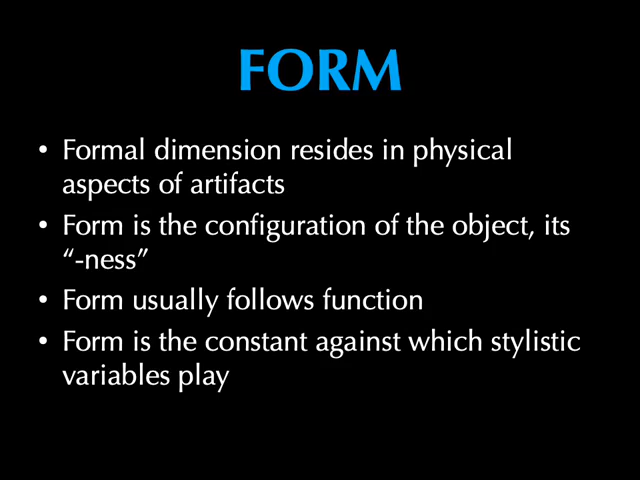 FORM
• Formal dimension resides in physical
aspects of artifacts
• Form is the configuration of the object, its
“-ness”
• Form usually follows function
• Form is the constant against which stylistic
variables play